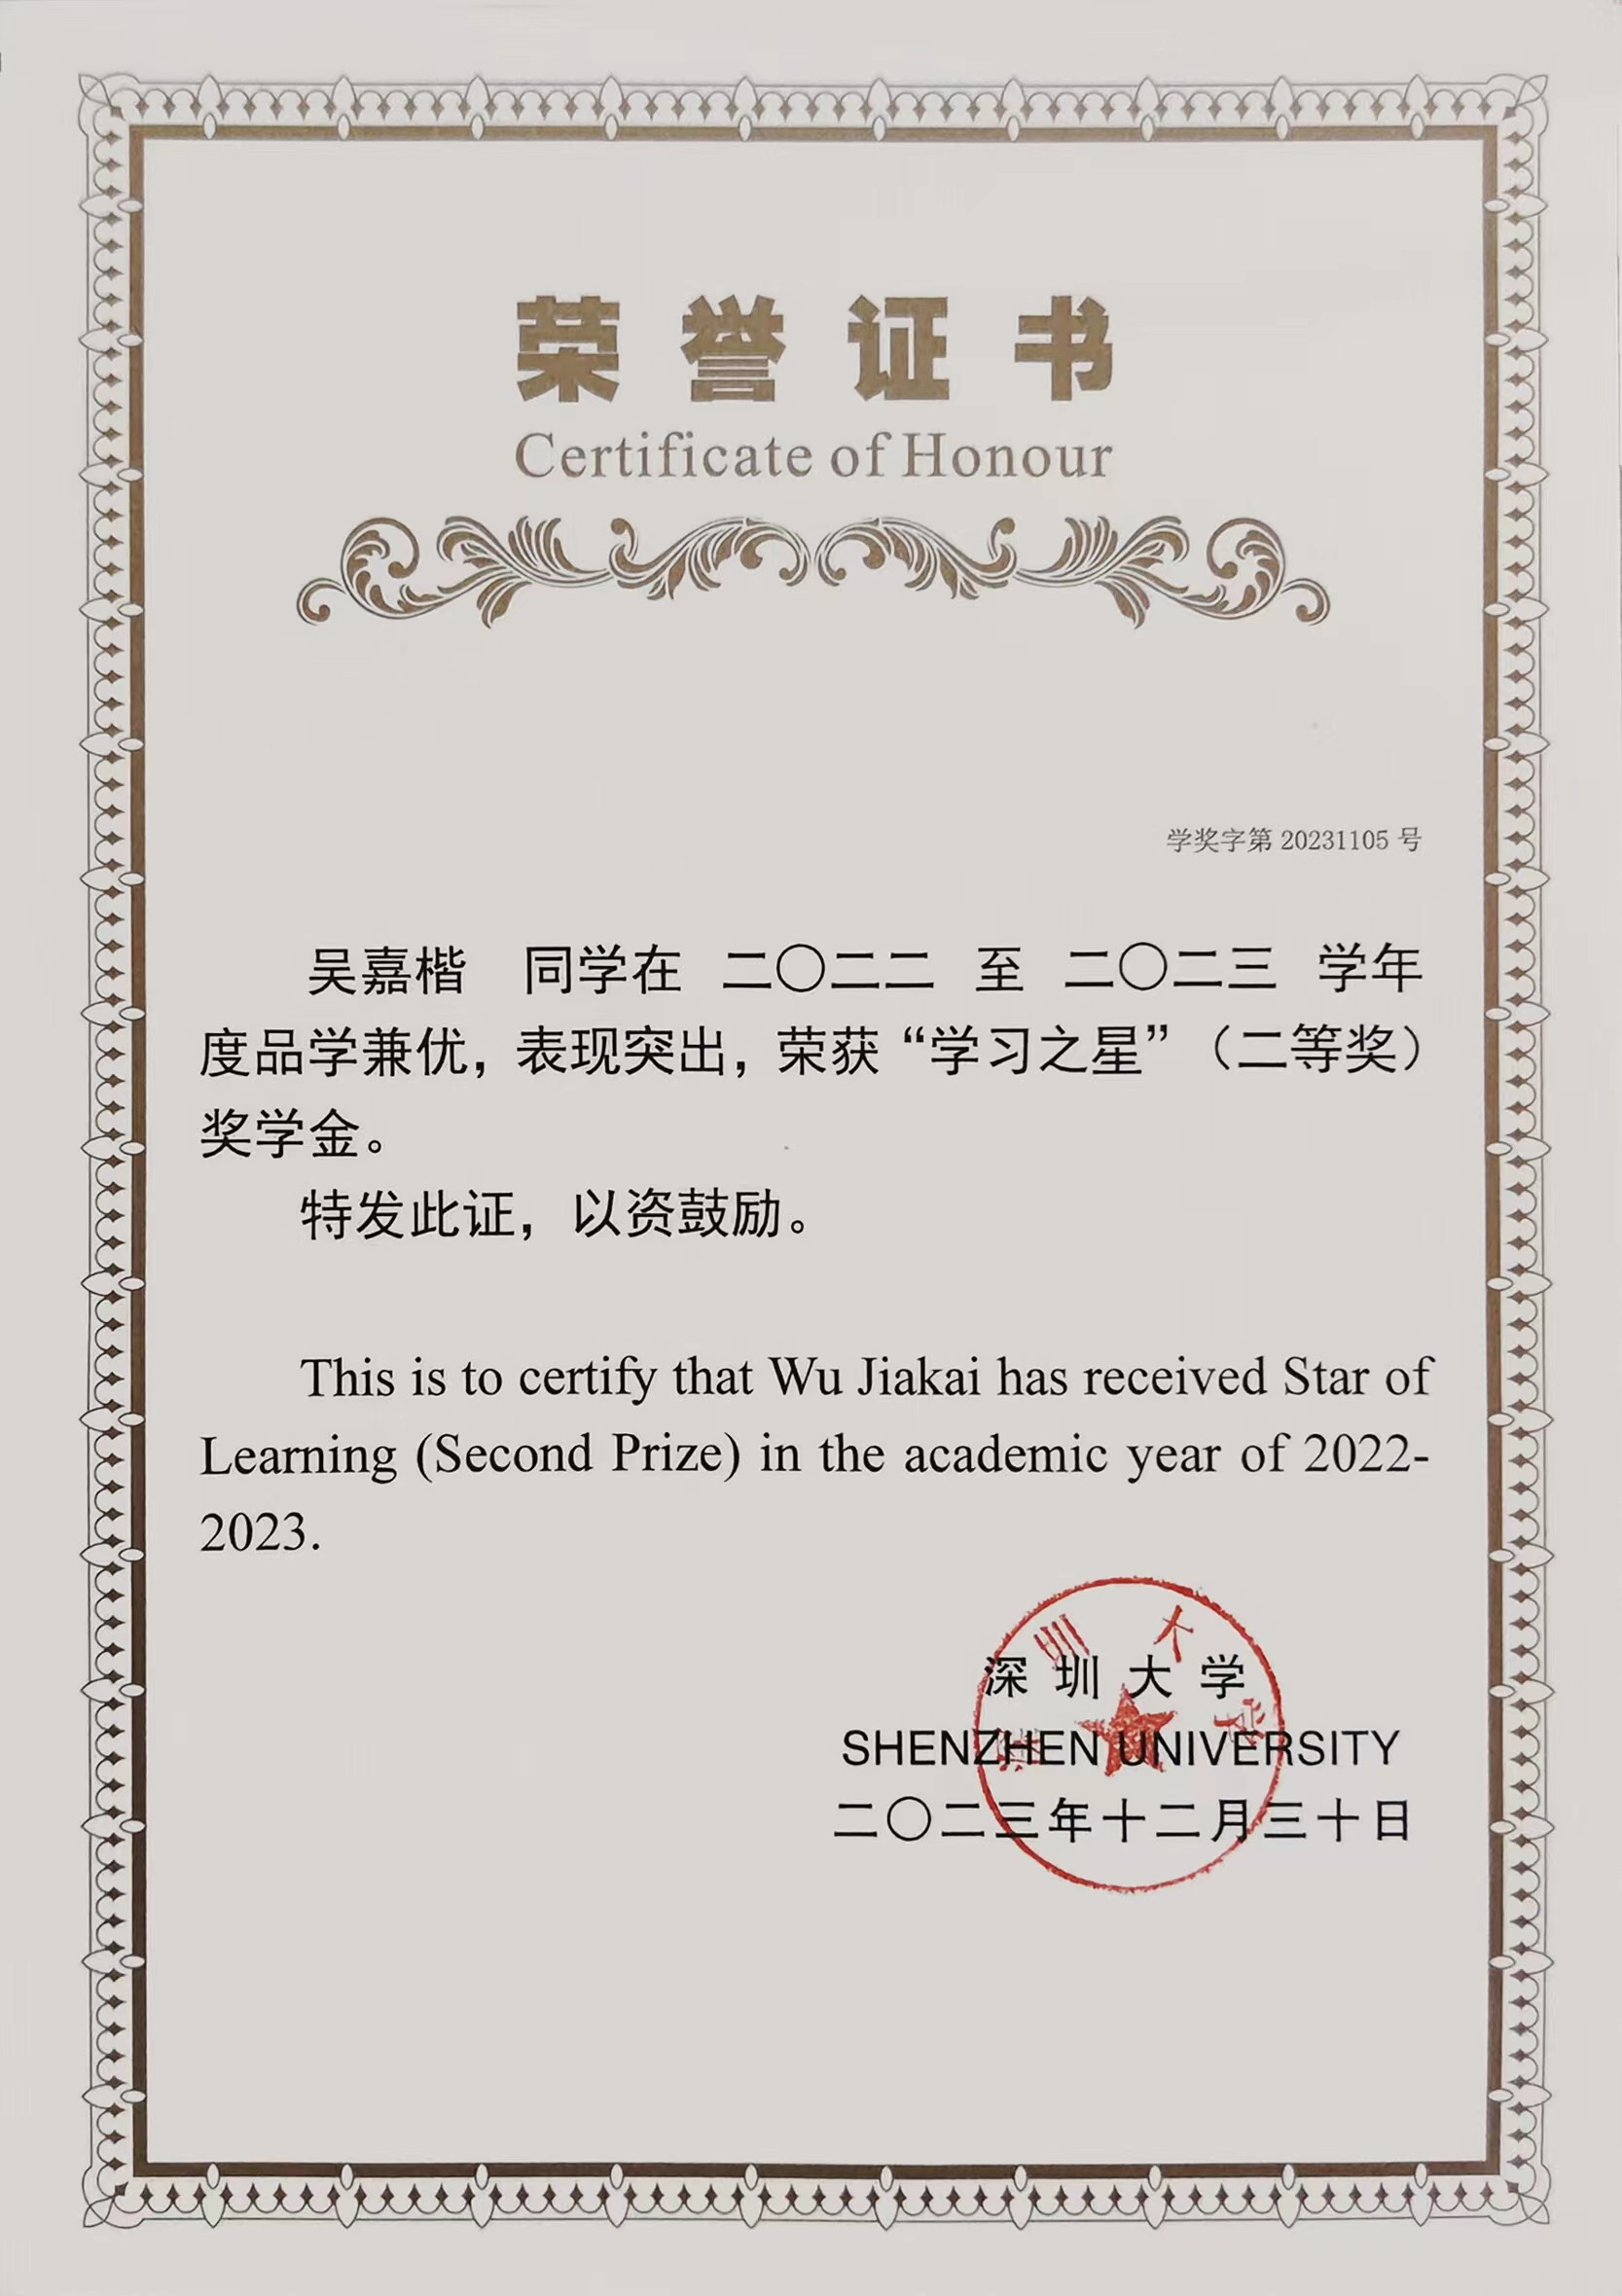 荣誉证书
Certificate of Honour
学奖字第 20231105 号
吴嘉楷 同学在 二〇二二 至 二〇二三 学年
度品学兼优，表现突出，荣获“学习之星”（二等奖）
奖学金。
特发此证，以资鼓励。
This is to certify that Wu Jiakai has received Star of
Learning (Second Prize) in the academic year of 2022-
2023.
深圳大学
深圳大学
SHENZHEN UNIVERSITY
二〇二三年十二月三十日